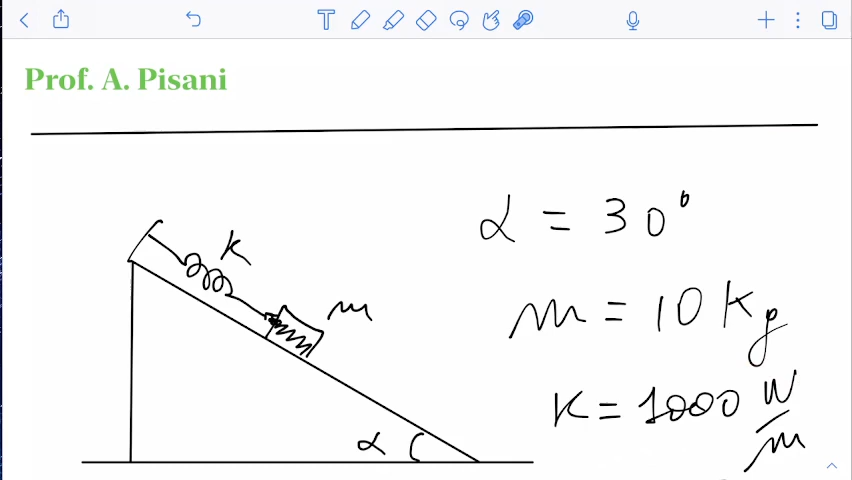 Prof. A. Pisani
K
m
α = 30°
m = 10 Kg
K = 1000 N/m
α